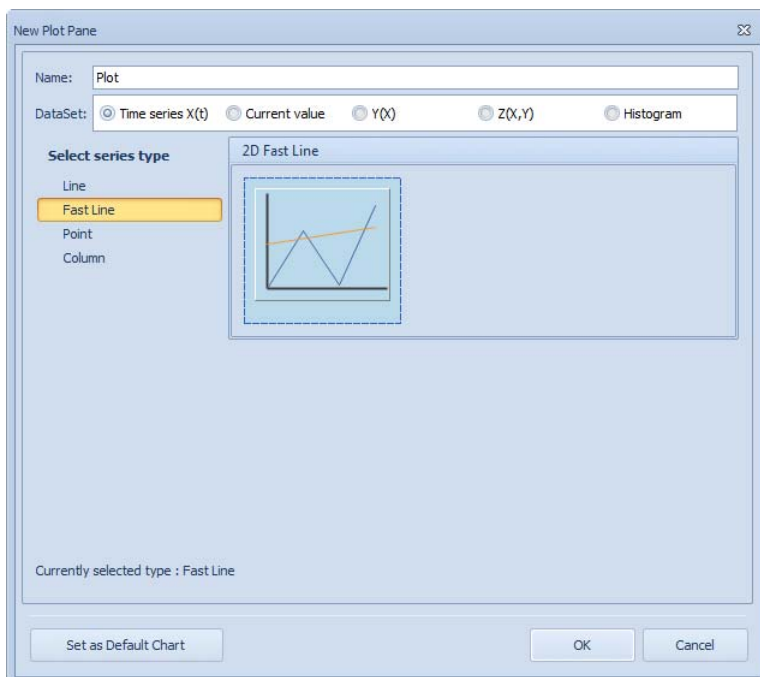 New Plot Pane
Name: Plot
DataSet: Time series X(t) Current value Y(X) Z(X,Y) Histogram
Select series type
2D Fast Line
Line
Fast Line
Point
Column
Currently selected type : Fast Line
Set as Default Chart OK Cancel